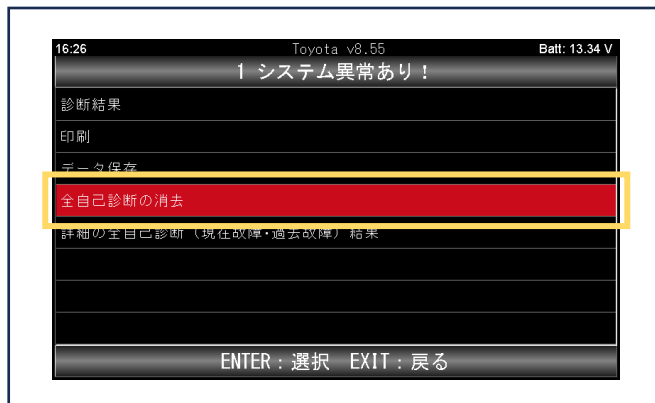 16:26 Toyota v8.55 Batt: 13.34 V
1 システム異常あり！
診断結果
印刷
データ保存
全自己診断の消去
詳細の全自己診断（現在故障・過去故障）結果
ENTER：選択 EXIT：戻る